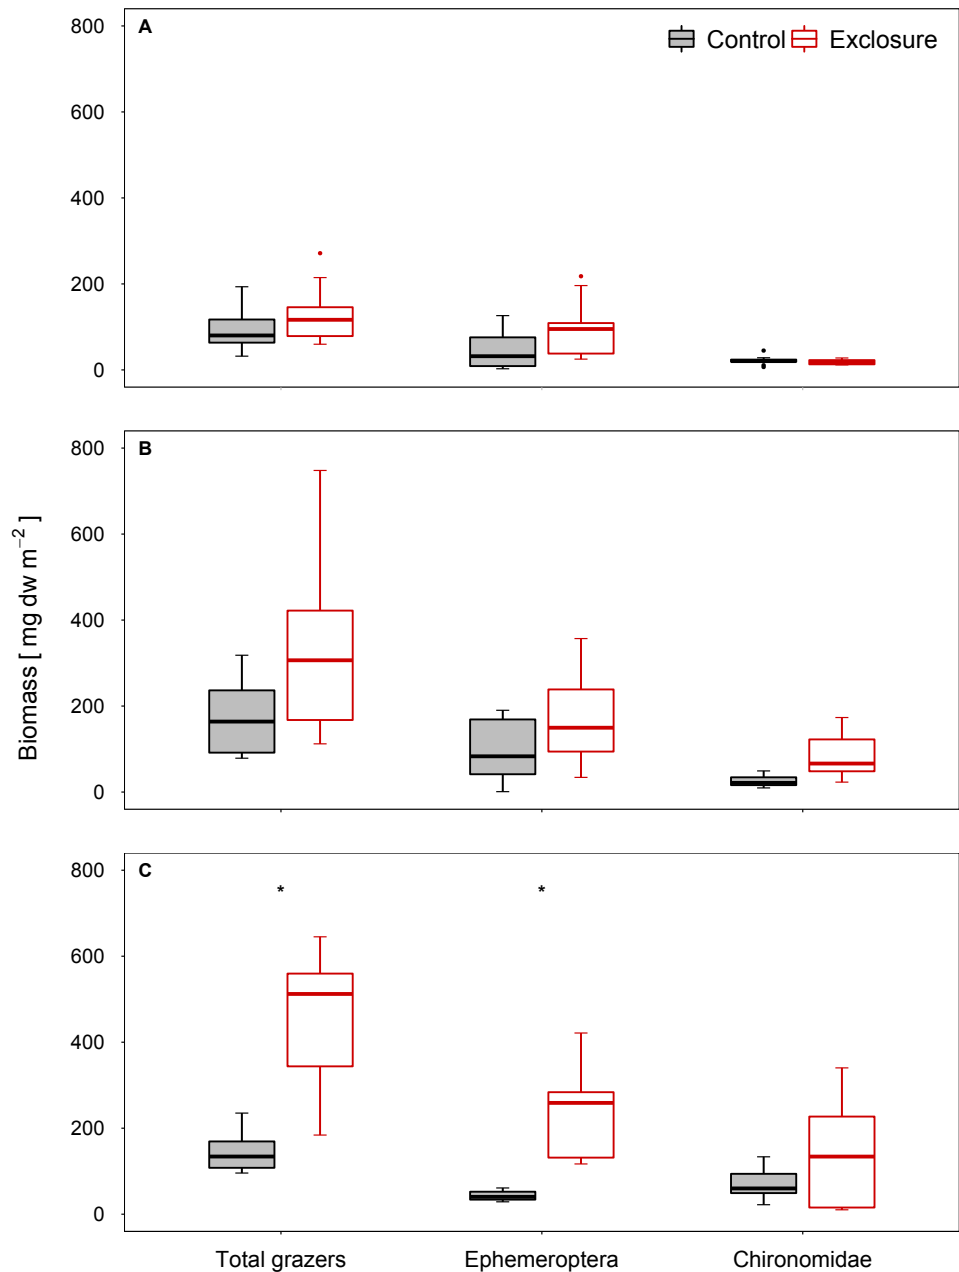 A
Control Exclosure
800
600
400
200
0
B
800
600
400
200
0
Biomass [ mg dw m⁻² ]
C
800
* *
600
400
200
0
Total grazers Ephemeroptera Chironomidae